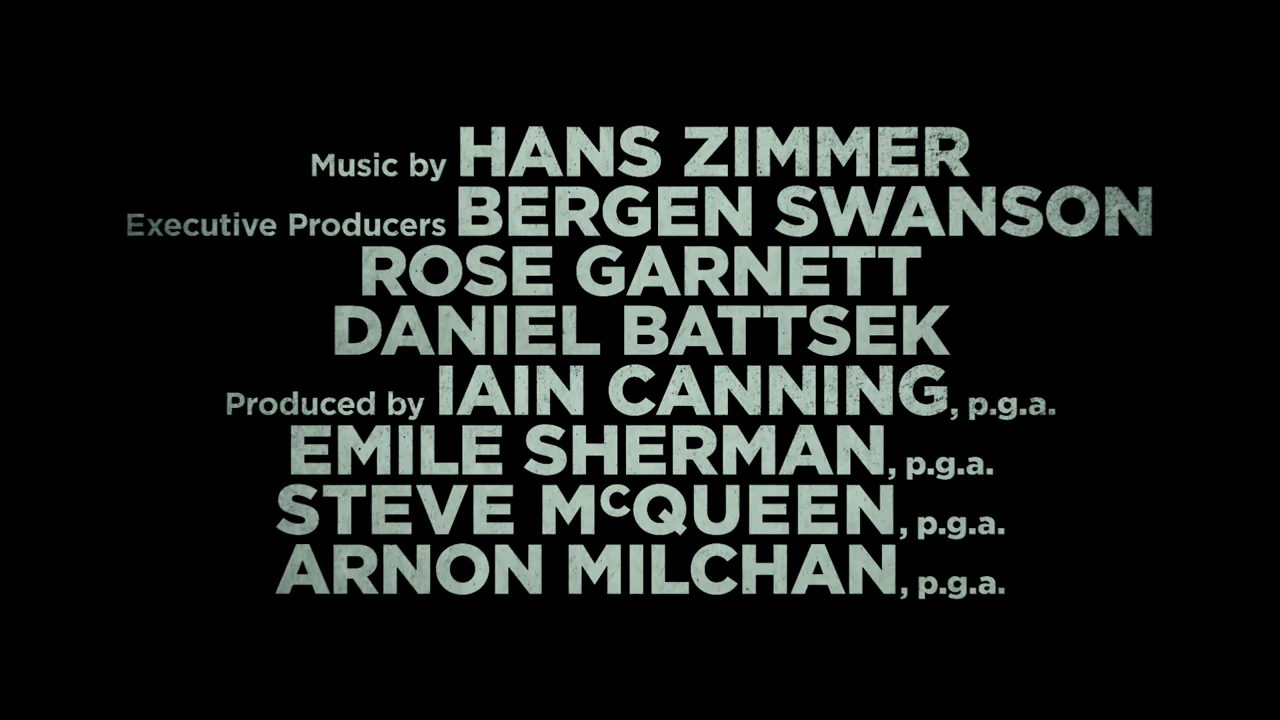 Music by HANS ZIMMER
Executive Producers BERGEN SWANSON
ROSE GARNETT
DANIEL BATTSEK
Produced by IAIN CANNING, p.g.a.
EMILE SHERMAN, p.g.a.
STEVE McQUEEN, p.g.a.
ARNON MILCHAN, p.g.a.